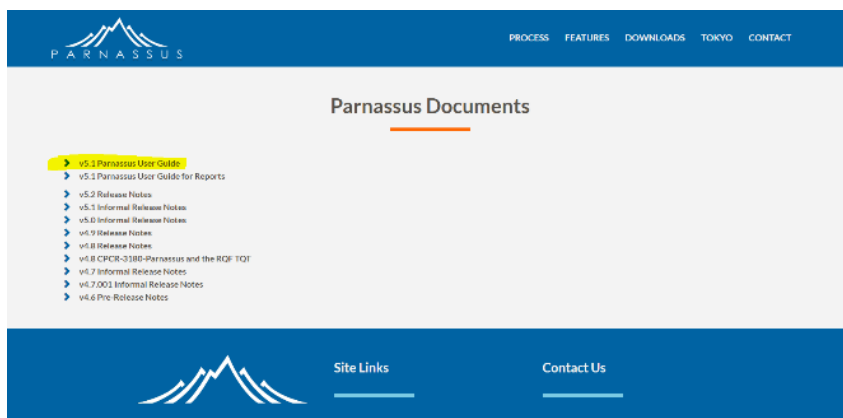 PARNASSUS
PROCESS FEATURES DOWNLOADS TOKYO CONTACT
Parnassus Documents
v5.1 Parnassus User Guide
v5.1 Parnassus User Guide for Reports
v5.2 Release Notes
v5.1 Informal Release Notes
v5.0 Informal Release Notes
v4.9 Release Notes
v4.8 Release Notes
v4.8 CPCR-3180-Parnassus and the RQF TQT
v4.7 Informal Release Notes
v4.7.001 Informal Release Notes
v4.6 Pre-Release Notes
Site Links
Contact Us